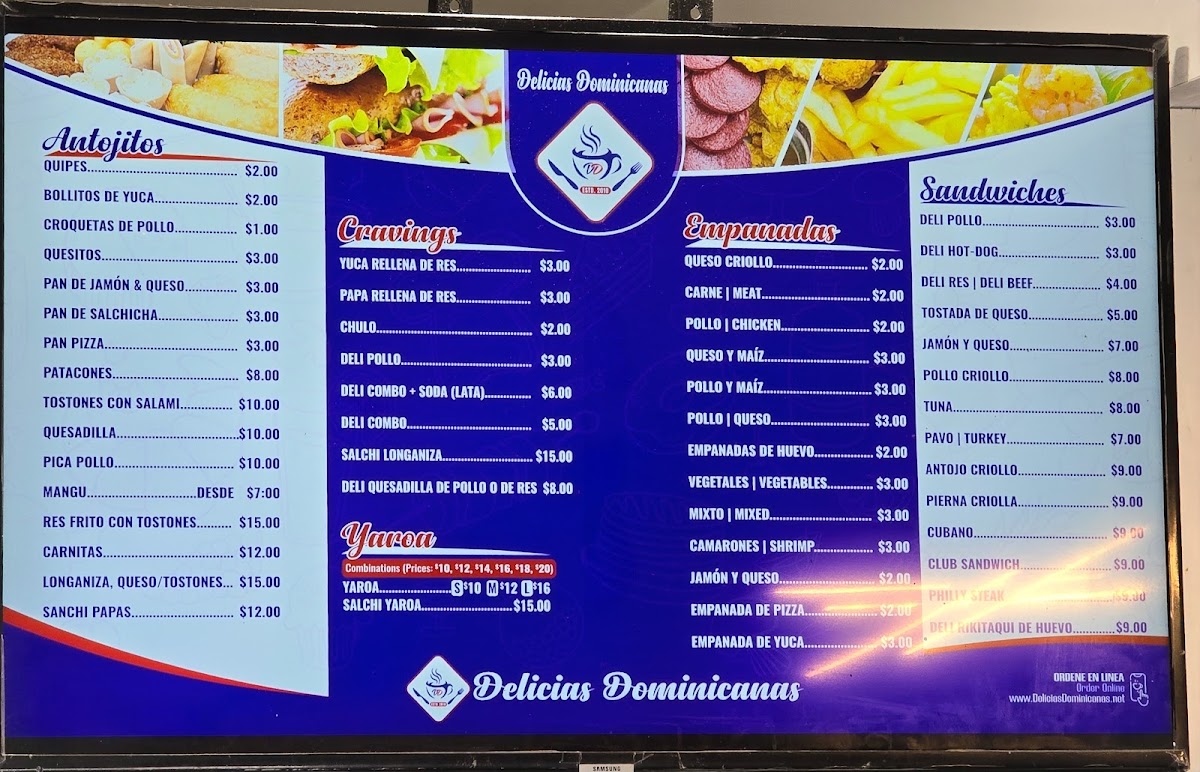 Delicias Dominicanas
DD
ESTD. 2016
Antojitos
QUIPES........ $2.00
BOLLITOS DE YUCA........ $2.00
CROQUETAS DE POLLO........ $1.00
QUESITOS........ $3.00
PAN DE JAMÓN & QUESO........ $3.00
PAN DE SALCHICHA........ $3.00
PAN PIZZA........ $3.00
PATACONES........ $8.00
TOSTONES CON SALAMI........ $10.00
QUESADILLA........ $10.00
PICA POLLO........ $10.00
MANGU........DESDE $7:00
RES FRITO CON TOSTONES........ $15.00
CARNITAS........ $12.00
LONGANIZA, QUESO/TOSTONES... $15.00
SANCHI PAPAS........ $12.00
Cravings
YUCA RELLENA DE RES........ $3.00
PAPA RELLENA DE RES........ $3.00
CHULO........ $2.00
DELI POLLO........ $3.00
DELI COMBO + SODA (LATA)........ $6.00
DELI COMBO........ $5.00
SALCHI LONGANIZA........ $15.00
DELI QUESADILLA DE POLLO O DE RES $8.00
Yaroa
Combinations (Prices: $10, $12, $14, $16, $18, $20)
YAROA........ S $10 M $12 L $16
SALCHI YAROA........ $15.00
Empanadas
QUESO CRIOLLO........ $2.00
CARNE | MEAT........ $2.00
POLLO | CHICKEN........ $2.00
QUESO Y MAÍZ........ $3.00
POLLO Y MAÍZ........ $3.00
POLLO | QUESO........ $3.00
EMPANADAS DE HUEVO........ $2.00
VEGETALES | VEGETABLES........ $3.00
MIXTO | MIXED........ $3.00
CAMARONES | SHRIMP........ $3.00
JAMÓN Y QUESO........ $2.00
EMPANADA DE PIZZA........ $2.00
EMPANADA DE YUCA........ $3.00
Sandwiches
DELI POLLO........ $3.00
DELI HOT-DOG........ $3.00
DELI RES | DELI BEEF........ $4.00
TOSTADA DE QUESO........ $5.00
JAMÓN Y QUESO........ $7.00
POLLO CRIOLLO........ $8.00
TUNA........ $8.00
PAVO | TURKEY........ $7.00
ANTOJO CRIOLLO........ $9.00
PIERNA CRIOLLA........ $9.00
CUBANO........ $9.00
CLUB SANDWICH........ $9.00
PHILLY STEAK........ $9.00
DELI RIKITAQUI DE HUEVO........ $9.00
Delicias Dominicanas
ORDENE EN LINEA
Order Online
www.DeliciasDominicanas.net
SAMSUNG